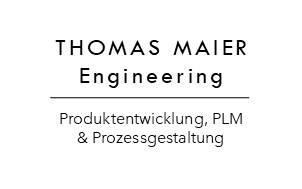 THOMAS MAIER
Engineering
Produktentwicklung, PLM
& Prozessgestaltung